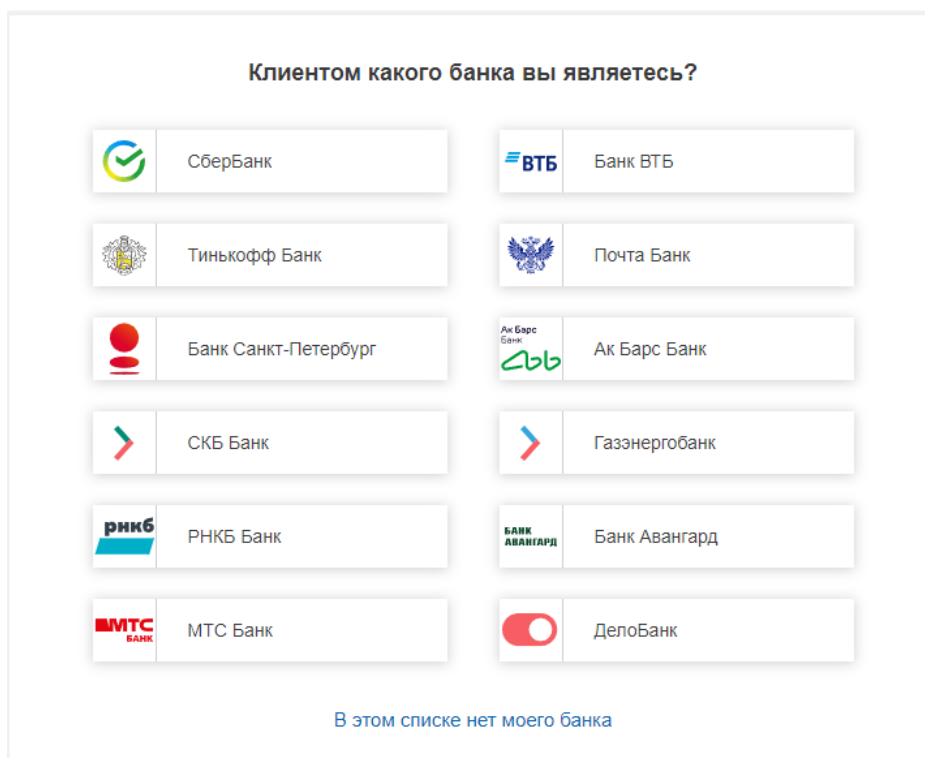 Клиентом какого банка вы являетесь?
СберБанк
ВТБ
Банк ВТБ
Тинькофф Банк
Почта Банк
Банк Санкт-Петербург
Ак Барс
Банк
Ак Барс Банк
СКБ Банк
Газэнергобанк
рнкб
РНКБ Банк
БАНК
АВАНГАРД
Банк Авангард
МТС
БАНК
МТС Банк
ДелоБанк
В этом списке нет моего банка